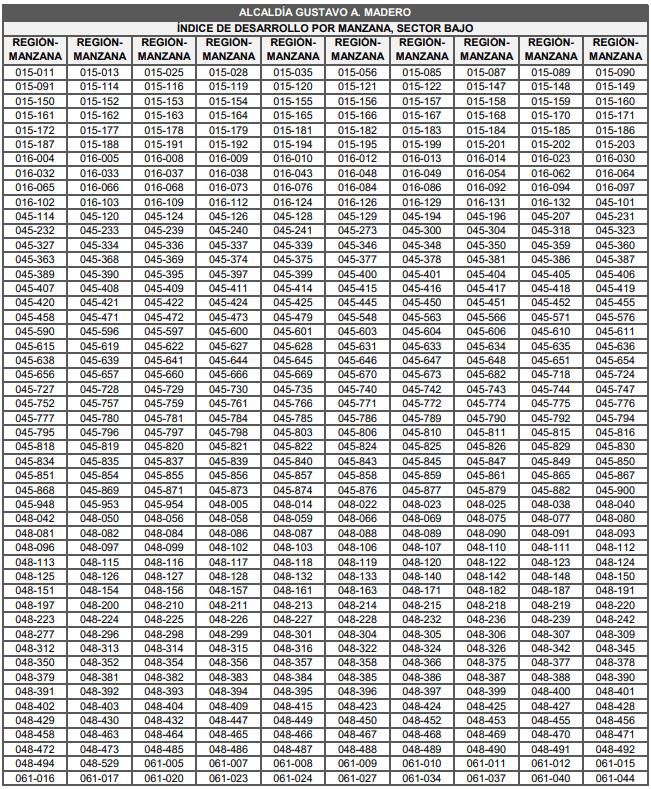 ALCALDÍA GUSTAVO A. MADERO
ÍNDICE DE DESARROLLO POR MANZANA, SECTOR BAJO
REGIÓN-MANZANA REGIÓN-MANZANA REGIÓN-MANZANA REGIÓN-MANZANA REGIÓN-MANZANA REGIÓN-MANZANA REGIÓN-MANZANA REGIÓN-MANZANA REGIÓN-MANZANA REGIÓN-MANZANA
015-011 015-013 015-025 015-028 015-035 015-056 015-085 015-087 015-089 015-090
015-091 015-114 015-116 015-119 015-120 015-121 015-122 015-147 015-148 015-149
015-150 015-152 015-153 015-154 015-155 015-156 015-157 015-158 015-159 015-160
015-161 015-162 015-163 015-164 015-165 015-166 015-167 015-168 015-170 015-171
015-172 015-177 015-178 015-179 015-181 015-182 015-183 015-184 015-185 015-186
015-187 015-188 015-191 015-192 015-194 015-195 015-199 015-201 015-202 015-203
016-004 016-005 016-008 016-009 016-010 016-012 016-013 016-014 016-023 016-030
016-032 016-033 016-037 016-038 016-043 016-048 016-049 016-054 016-062 016-064
016-065 016-066 016-068 016-073 016-076 016-084 016-086 016-092 016-094 016-097
016-102 016-103 016-109 016-112 016-124 016-126 016-129 016-131 016-132 045-101
045-114 045-120 045-124 045-126 045-128 045-129 045-194 045-196 045-207 045-231
045-232 045-233 045-239 045-240 045-241 045-273 045-300 045-304 045-318 045-323
045-327 045-334 045-336 045-337 045-339 045-346 045-348 045-350 045-359 045-360
045-363 045-368 045-369 045-374 045-375 045-377 045-378 045-381 045-386 045-387
045-389 045-390 045-395 045-397 045-399 045-400 045-401 045-404 045-405 045-406
045-407 045-408 045-409 045-411 045-414 045-415 045-416 045-417 045-418 045-419
045-420 045-421 045-422 045-424 045-425 045-445 045-450 045-451 045-452 045-455
045-458 045-471 045-472 045-473 045-479 045-548 045-563 045-566 045-571 045-576
045-590 045-596 045-597 045-600 045-601 045-603 045-604 045-606 045-610 045-611
045-615 045-619 045-622 045-627 045-628 045-631 045-633 045-634 045-635 045-636
045-638 045-639 045-641 045-644 045-645 045-646 045-647 045-648 045-651 045-654
045-656 045-657 045-660 045-666 045-669 045-670 045-673 045-682 045-718 045-724
045-727 045-728 045-729 045-730 045-735 045-740 045-742 045-743 045-744 045-747
045-752 045-757 045-759 045-761 045-766 045-771 045-772 045-774 045-775 045-776
045-777 045-780 045-781 045-784 045-785 045-786 045-789 045-790 045-792 045-794
045-795 045-796 045-797 045-798 045-803 045-806 045-810 045-811 045-815 045-816
045-818 045-819 045-820 045-821 045-822 045-824 045-825 045-826 045-829 045-830
045-834 045-835 045-837 045-839 045-840 045-843 045-845 045-847 045-849 045-850
045-851 045-854 045-855 045-856 045-857 045-858 045-859 045-861 045-865 045-867
045-868 045-869 045-871 045-873 045-874 045-876 045-877 045-879 045-882 045-900
045-948 045-953 045-954 048-005 048-014 048-022 048-023 048-025 048-038 048-040
048-042 048-050 048-056 048-058 048-059 048-066 048-069 048-075 048-077 048-080
048-081 048-082 048-084 048-086 048-087 048-088 048-089 048-090 048-091 048-093
048-096 048-097 048-099 048-102 048-103 048-106 048-107 048-110 048-111 048-112
048-113 048-115 048-116 048-117 048-118 048-119 048-120 048-122 048-123 048-124
048-125 048-126 048-127 048-128 048-132 048-133 048-140 048-142 048-148 048-150
048-151 048-154 048-156 048-157 048-161 048-163 048-171 048-182 048-187 048-191
048-197 048-200 048-210 048-211 048-213 048-214 048-215 048-218 048-219 048-220
048-223 048-224 048-225 048-226 048-227 048-228 048-232 048-236 048-239 048-242
048-277 048-296 048-298 048-299 048-301 048-304 048-305 048-306 048-307 048-309
048-312 048-313 048-314 048-315 048-316 048-322 048-324 048-326 048-342 048-345
048-350 048-352 048-354 048-356 048-357 048-358 048-366 048-375 048-377 048-378
048-379 048-381 048-382 048-383 048-384 048-385 048-386 048-387 048-388 048-390
048-391 048-392 048-393 048-394 048-395 048-396 048-397 048-399 048-400 048-401
048-402 048-403 048-404 048-409 048-415 048-423 048-424 048-425 048-427 048-428
048-429 048-430 048-432 048-447 048-449 048-450 048-452 048-453 048-455 048-456
048-458 048-463 048-464 048-465 048-466 048-467 048-468 048-469 048-470 048-471
048-472 048-473 048-485 048-486 048-487 048-488 048-489 048-490 048-491 048-492
048-494 048-529 061-005 061-007 061-008 061-009 061-010 061-011 061-012 061-015
061-016 061-017 061-020 061-023 061-024 061-027 061-034 061-037 061-040 061-044